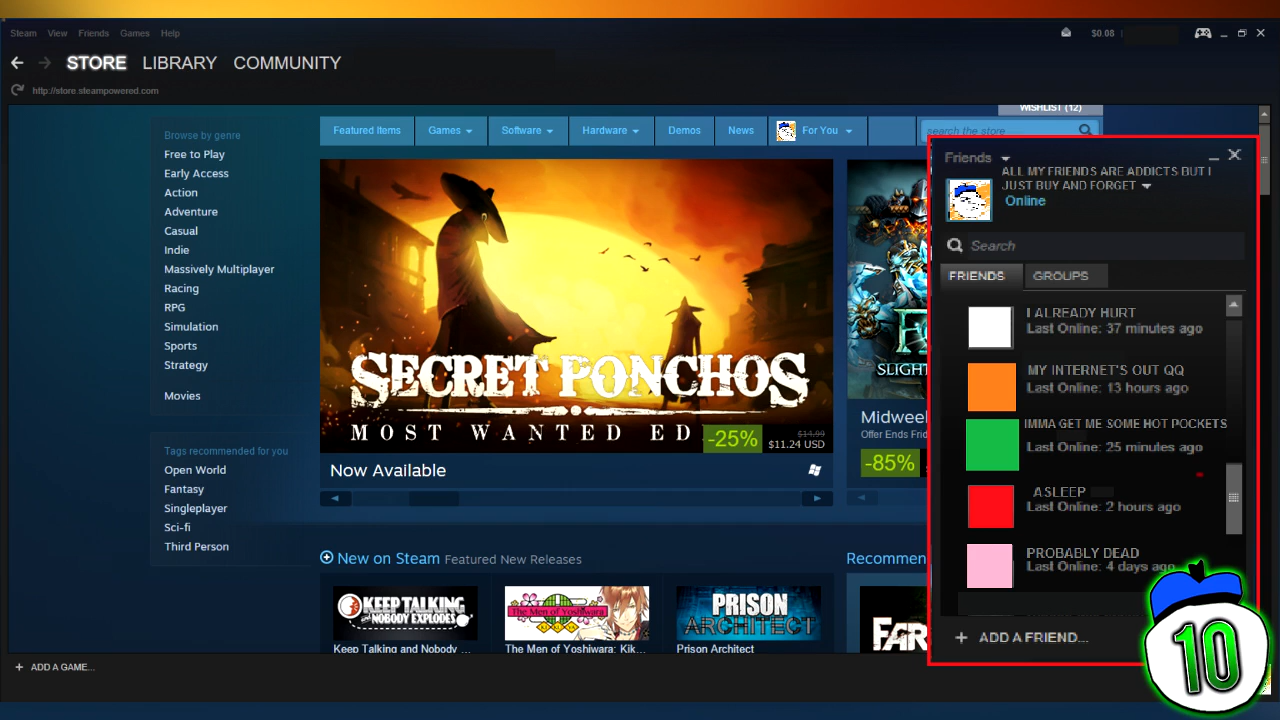 Steam View Friends Games Help
$0.08
STORE LIBRARY COMMUNITY
http://store.steampowered.com
WISHLIST (12)
Featured Items Games Software Hardware Demos News For You
search the store
Browse by genre
Free to Play
Early Access
Action
Adventure
Casual
Indie
Massively Multiplayer
Racing
RPG
Simulation
Sports
Strategy
Movies
Tags recommended for you
Open World
Fantasy
Singleplayer
Sci-fi
Third Person
SECRET PONCHOS
MOST WANTED ED
-25%
$14.99
$11.24 USD
Now Available
SLIGHT
Midweek
Offer Ends Frid
-85%
New on Steam Featured New Releases
Recommen
KEEP TALKING
AND NOBODY EXPLODES
The Men of Yoshiwara
PRISON
ARCHITECT
FAR
Keep Talking and Nobody ...
The Men of Yoshiwara: Kik...
Prison Architect
Friends
ALL MY FRIENDS ARE ADDICTS BUT I
JUST BUY AND FORGET
Online
Search
FRIENDS GROUPS
I ALREADY HURT
Last Online: 37 minutes ago
MY INTERNET'S OUT QQ
Last Online: 13 hours ago
IMMA GET ME SOME HOT POCKETS
Last Online: 25 minutes ago
ASLEEP
Last Online: 2 hours ago
PROBABLY DEAD
Last Online: 4 days ago
+ ADD A FRIEND...
10
+ ADD A GAME...